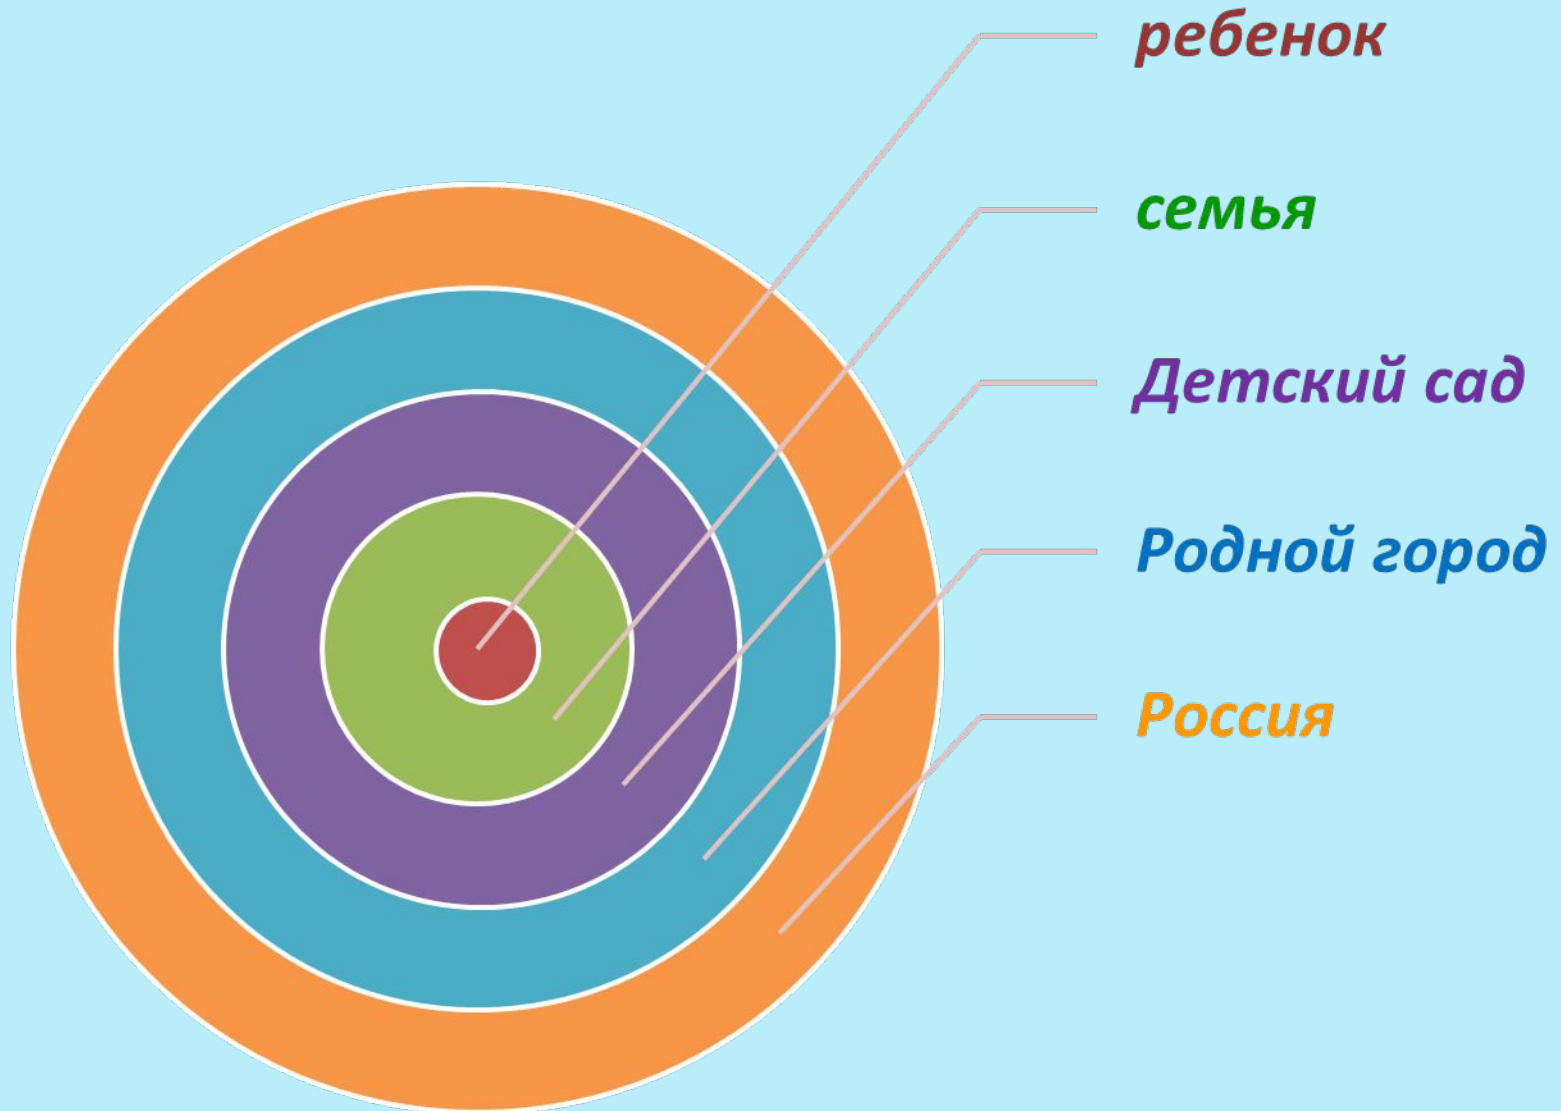 ребенок
семья
Детский сад
Родной город
Россия